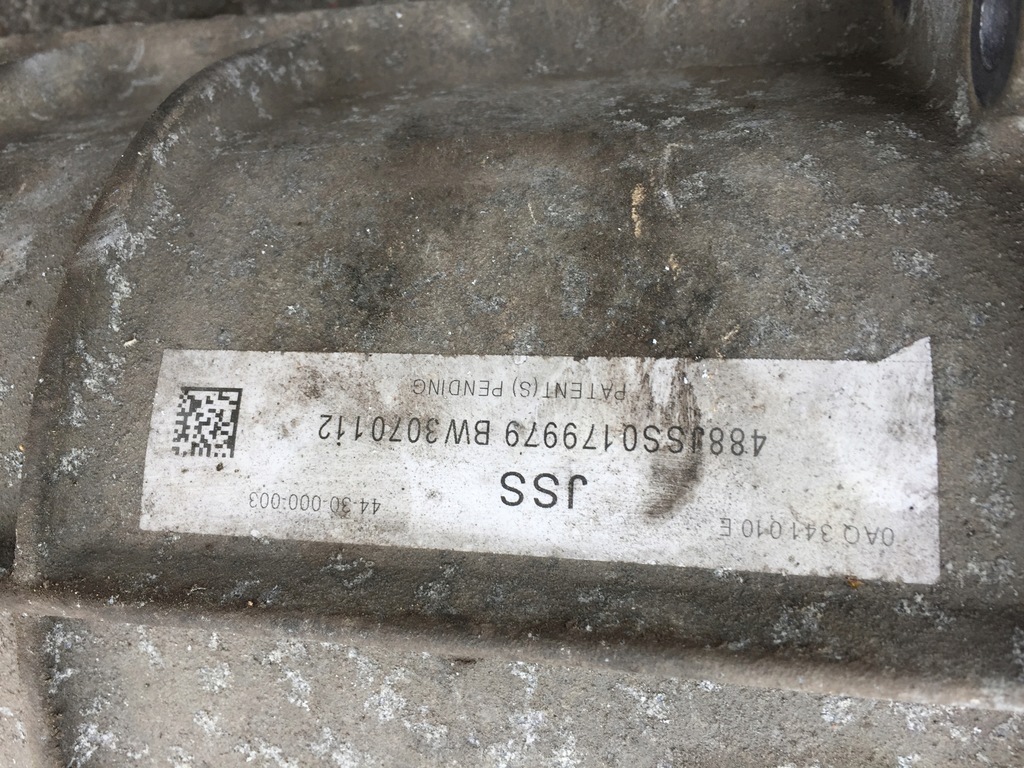 0AQ 341 010 E 44-30-000-003
JSS
488JSS0179979 BW3070112
PATENT(S) PENDING